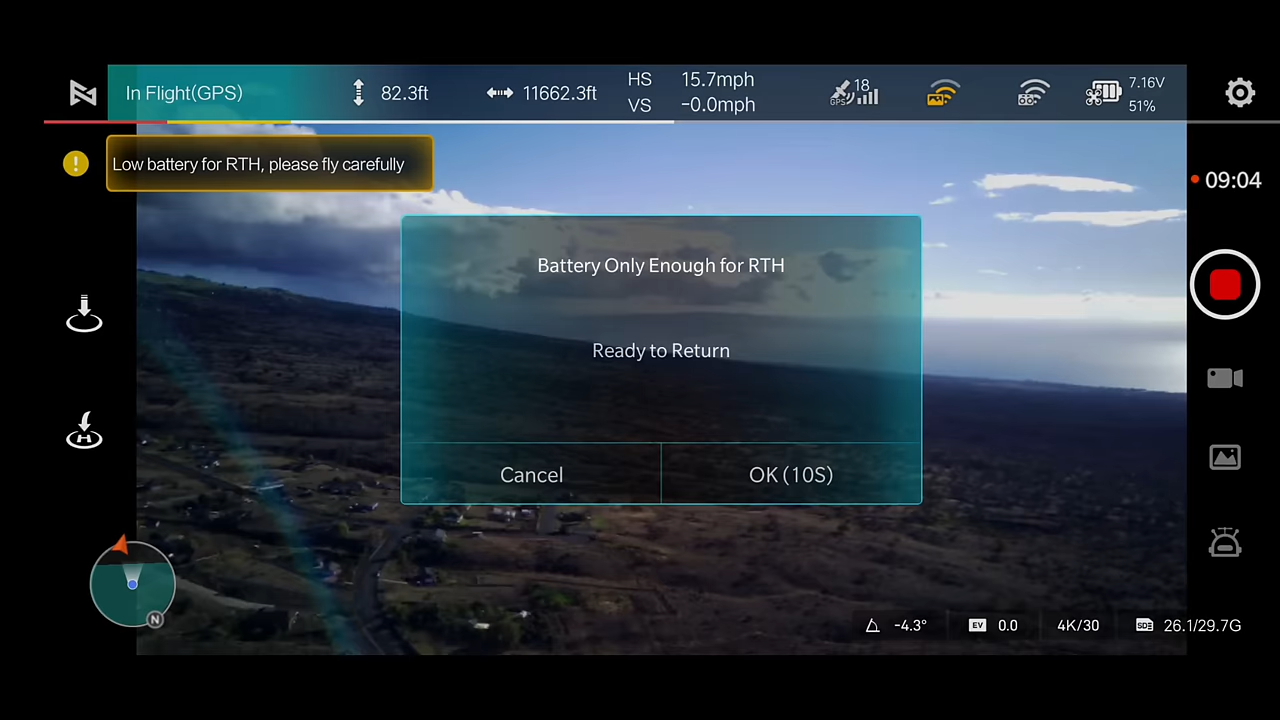 In Flight(GPS)
82.3ft
11662.3ft
HS 15.7mph
VS -0.0mph
GPS
18
7.16V
51%
Low battery for RTH, please fly carefully
09:04
Battery Only Enough for RTH
Ready to Return
Cancel
OK (10S)
H
N
-4.3°
EV 0.0
4K/30
26.1/29.7G